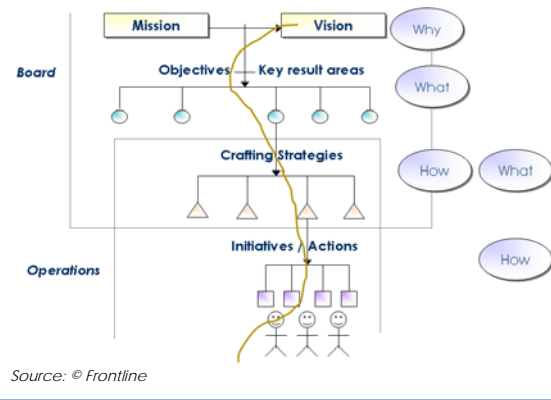 Mission
Vision
Why
Board
Objectives
Key result areas
What
Crafting Strategies
How
What
Initiatives / Actions
Operations
How
Source: © Frontline